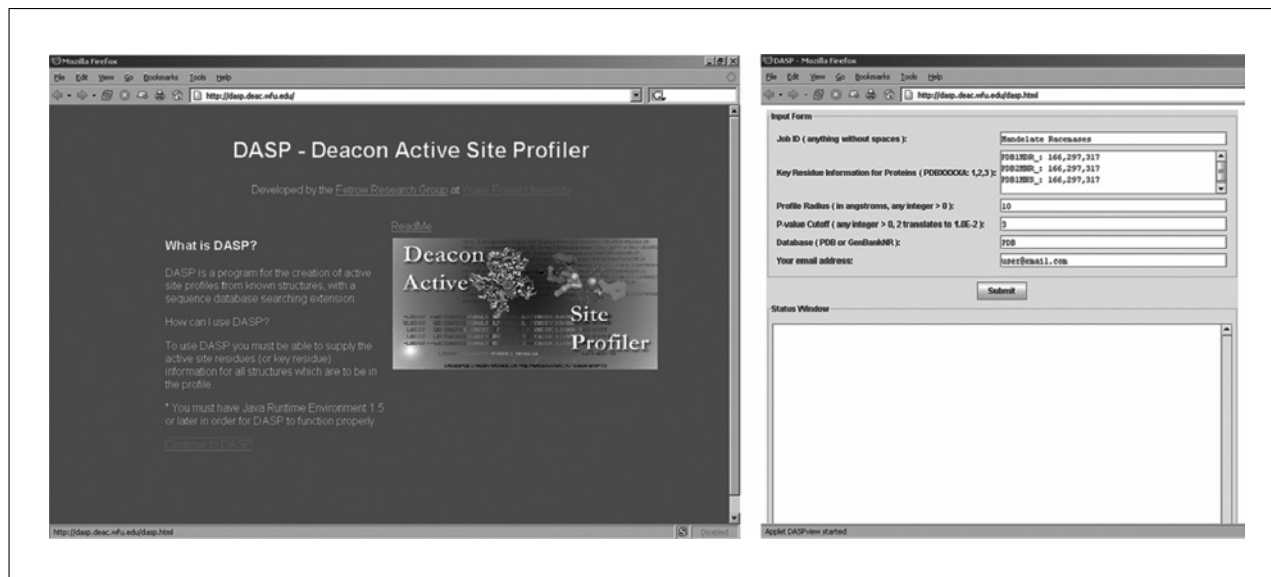 Mozilla Firefox
File Edit View Go Bookmarks Tools Help
http://dasp.deac.wfu.edu/
G,
DASP - Deacon Active Site Profiler
Developed by the Fetrow Research Group at Wake Forest University
ReadMe
What is DASP?
DASP is a program for the creation of active
site profiles from known structures, with a
sequence database searching extension.
How can I use DASP?
To use DASP you must be able to supply the
active site residues (or key residue)
information for all structures which are to be in
the profile.
* You must have Java Runtime Environment 1.5
or later in order for DASP to function properly
Continue to DASP
Deacon
Active
Site
Profiler
http://dasp.deac.wfu.edu/dasp.html
Disabled
DASP - Mozilla Firefox
File Edit View Go Bookmarks Tools Help
http://dasp.deac.wfu.edu/dasp.html
Input Form
Job ID ( anything without spaces ): Mandelate Racemases
Key Residue Information for Proteins ( PDBXXXXA: 1,2,3 ):
PDB1MDR_: 166,297,317
PDB2MNR_: 166,297,317
PDB1MNS_: 166,297,317
Profile Radius ( in angstroms, any integer > 0 ): 10
P-value Cutoff ( any integer > 0, 2 translates to 1.0E-2 ): 3
Database ( PDB or GenBankNR ): PDB
Your email address: user@email.com
Submit
Status Window
Applet DASPview started